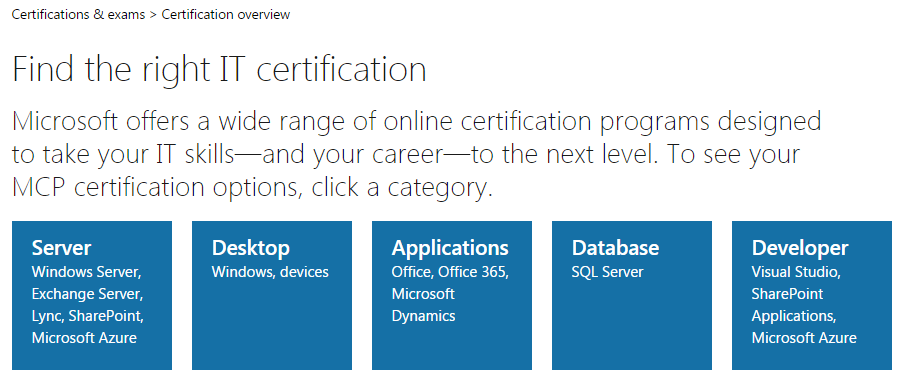 Certifications & exams > Certification overview
Find the right IT certification
Microsoft offers a wide range of online certification programs designed
to take your IT skills—and your career—to the next level. To see your
MCP certification options, click a category.
Server
Windows Server,
Exchange Server,
Lync, SharePoint,
Microsoft Azure
Desktop
Windows, devices
Applications
Office, Office 365,
Microsoft
Dynamics
Database
SQL Server
Developer
Visual Studio,
SharePoint
Applications,
Microsoft Azure